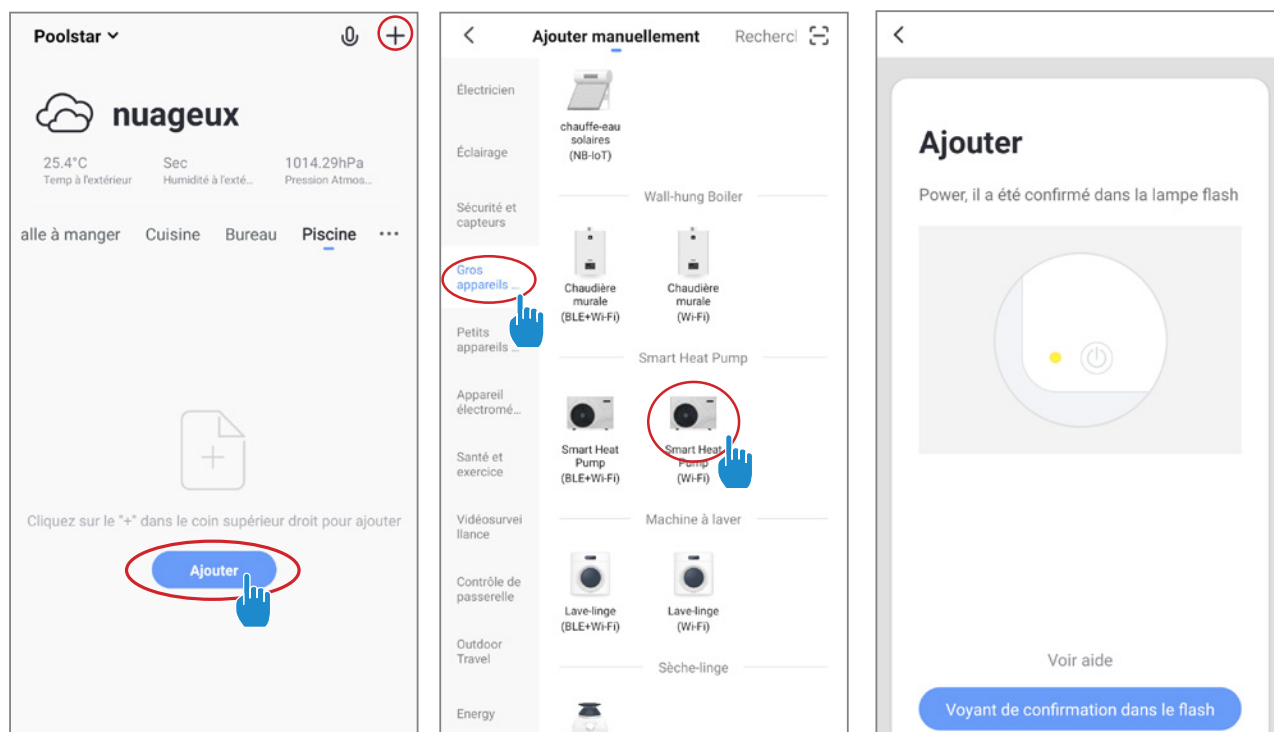 Poolstar
nuageux
25.4°C Sec 1014.29hPa
Temp à l'extérieur Humidité à l'exté... Pression Atmos...
alle à manger Cuisine Bureau Piscine ...
Cliquez sur le "+" dans le coin supérieur droit pour ajouter
Ajouter
Ajouter manuellement Rechercl
Électricien
Éclairage
Sécurité et
capteurs
Gros
appareils ...
Petits
appareils ...
Appareil
électromé...
Santé et
exercice
Vidéosurvei
llance
Contrôle de
passerelle
Outdoor
Travel
Energy
chauffe-eau
solaires
(NB-IoT)
Wall-hung Boiler
Chaudière
murale
(BLE+Wi-Fi)
Chaudière
murale
(Wi-Fi)
Smart Heat Pump
Smart Heat
Pump
(BLE+Wi-Fi)
Smart Heat
Pump
(Wi-Fi)
Machine à laver
Lave-linge
(BLE+Wi-Fi)
Lave-linge
(Wi-Fi)
Sèche-linge
Ajouter
Power, il a été confirmé dans la lampe flash
Voir aide
Voyant de confirmation dans le flash